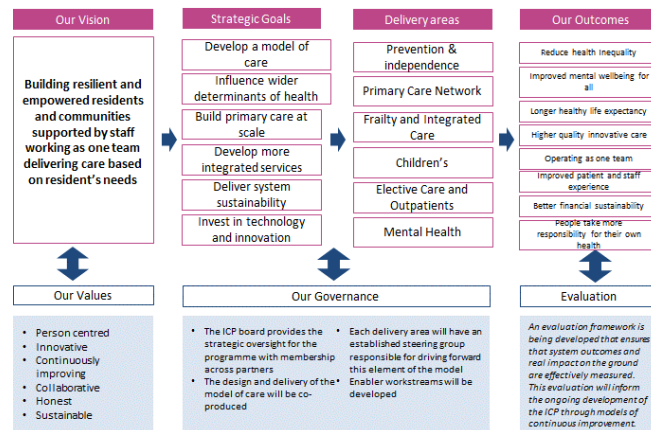 Our Vision
Building resilient and
empowered residents
and communities
supported by staff
working as one team
delivering care based
on resident's needs
Strategic Goals
Develop a model of
care
Influence wider
determinants of health
Build primary care at
scale
Develop more
integrated services
Deliver system
sustainability
Invest in technology
and innovation
Delivery areas
Prevention &
independence
Primary Care Network
Frailty and Integrated
Care
Children's
Elective Care and
Outpatients
Mental Health
Our Outcomes
Reduce health Inequality
Improved mental wellbeing for
all
Longer healthy life expectancy
Higher quality innovative care
Operating as one team
Improved patient and staff
experience
Better financial sustainability
People take more
responsibility for their own
health
Our Values
• Person centred
• Innovative
• Continuously
improving
• Collaborative
• Honest
• Sustainable
Our Governance
• The ICP board provides the
strategic oversight for the
programme with membership
across partners
• The design and delivery of the
model of care will be co-
produced
• Each delivery area will have an
established steering group
responsible for driving forward
this element of the model
• Enabler workstreams will be
developed
Evaluation
An evaluation framework is
being developed that ensures
that system outcomes and
real impact on the ground
are effectively measured.
This evaluation will inform
the ongoing development of
the ICP through models of
continuous improvement.